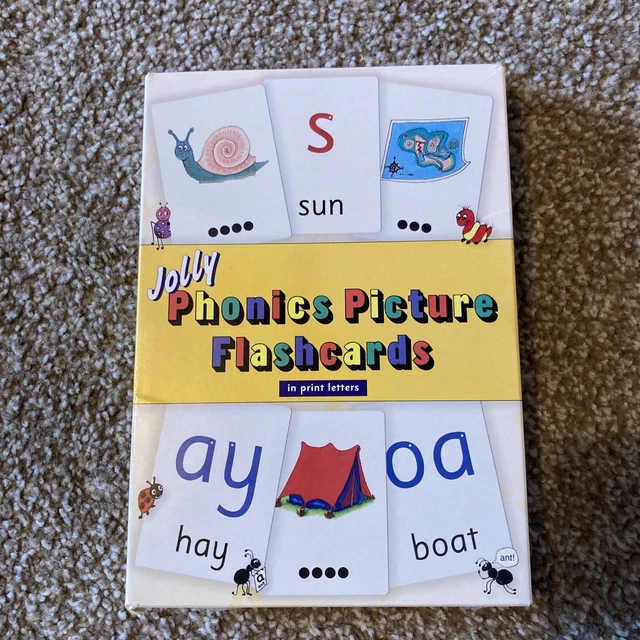 s
sun
Jolly
Phonics Picture
Flashcards
in print letters
ay
hay
oa
boat
ant!
a